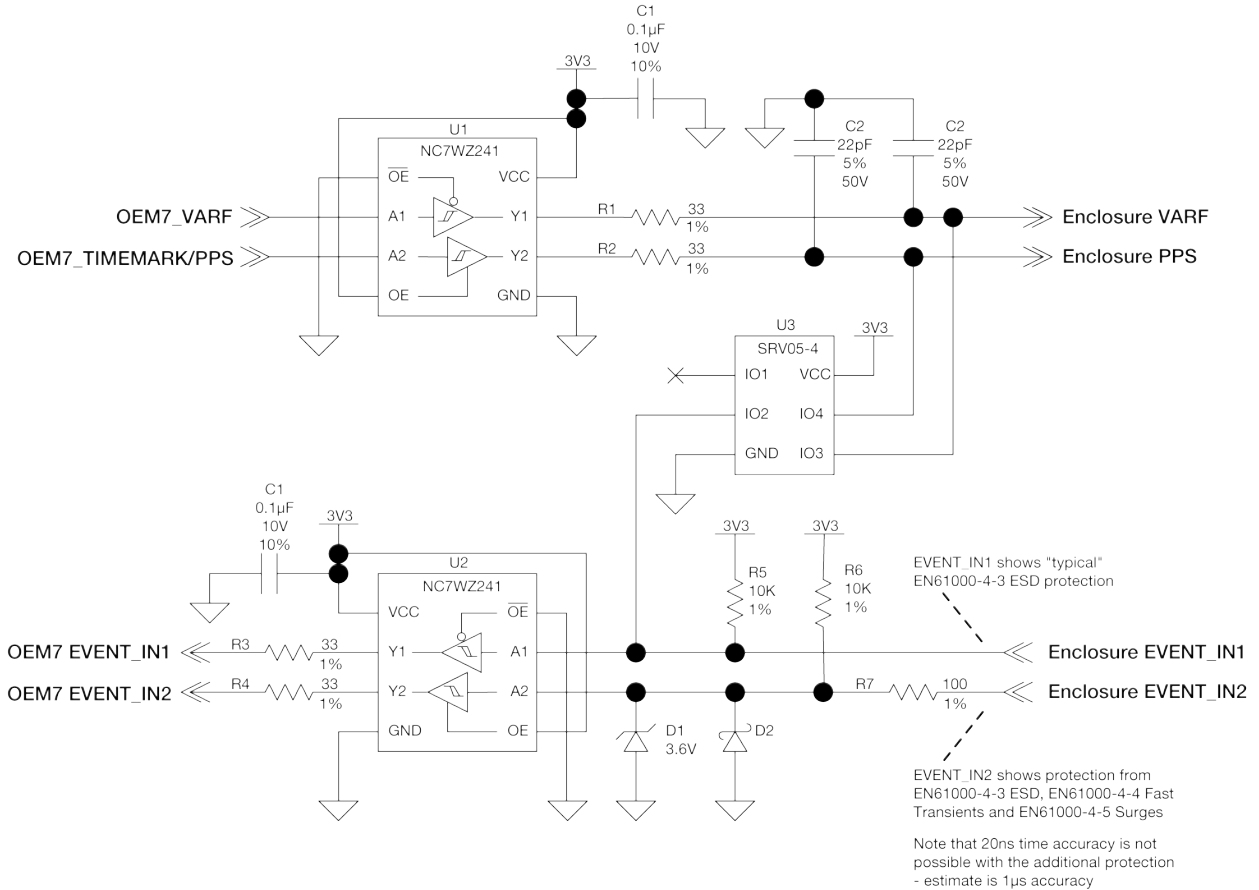 C1
0.1µF
10V
10%
3V3
U1
NC7WZ241
OE
VCC
A1
Y1
A2
Y2
OE
GND
OEM7_VARF
OEM7_TIMEMARK/PPS
R1
33
1%
R2
33
1%
C2
22pF
5%
50V
C2
22pF
5%
50V
Enclosure VARF
Enclosure PPS
U3
SRV05-4
3V3
IO1
VCC
IO2
IO4
GND
IO3
C1
0.1µF
10V
10%
3V3
U2
NC7WZ241
VCC
OE
Y1
A1
Y2
A2
GND
OE
OEM7 EVENT_IN1
OEM7 EVENT_IN2
R3
33
1%
R4
33
1%
3V3
R5
10K
1%
3V3
R6
10K
1%
D1
3.6V
D2
R7
100
1%
EVENT_IN1 shows "typical"
EN61000-4-3 ESD protection
Enclosure EVENT_IN1
Enclosure EVENT_IN2
EVENT_IN2 shows protection from
EN61000-4-3 ESD, EN61000-4-4 Fast
Transients and EN61000-4-5 Surges
Note that 20ns time accuracy is not
possible with the additional protection
- estimate is 1µs accuracy